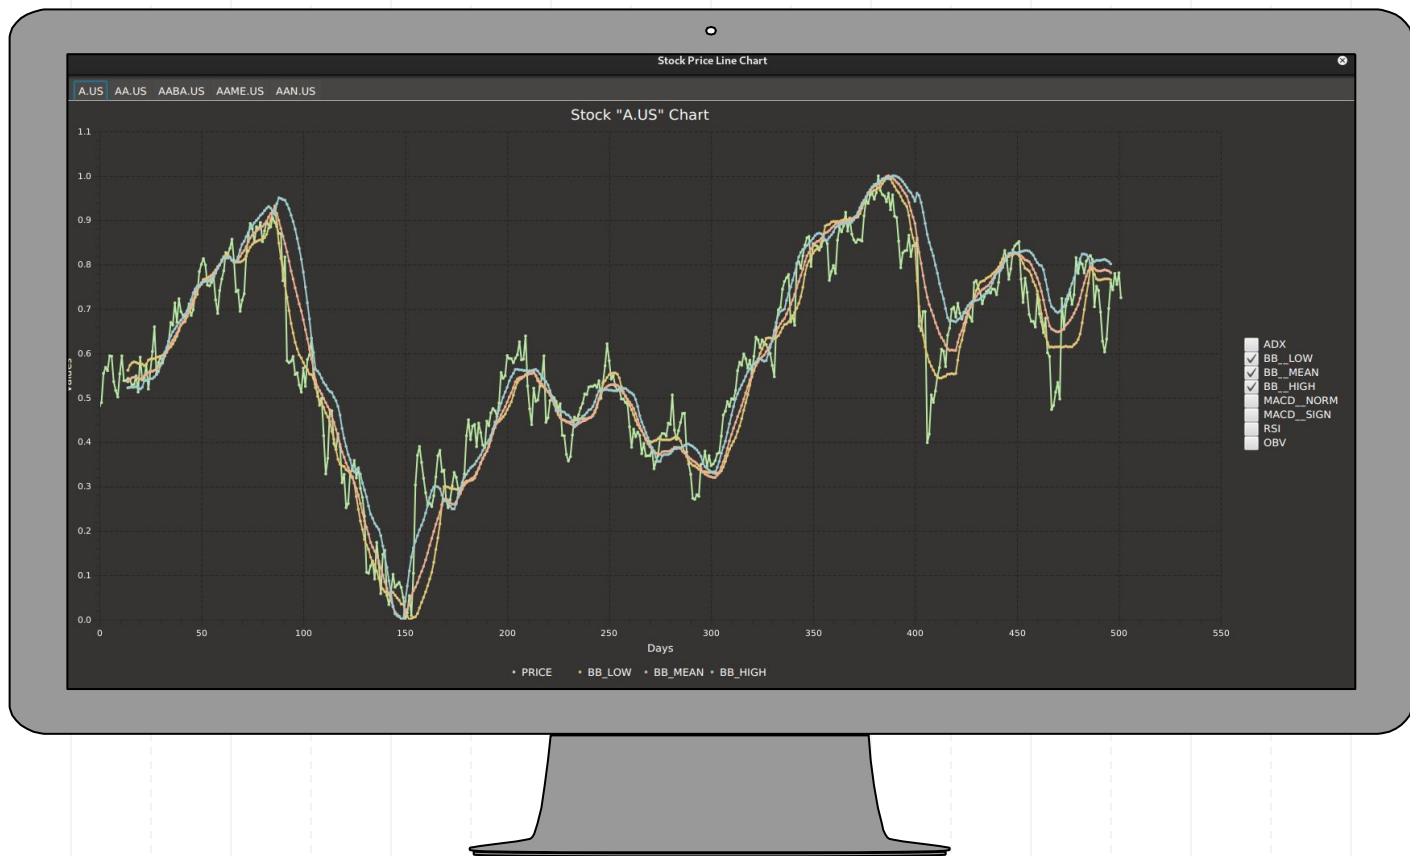 Stock Price Line Chart
A.US AA.US AABA.US AAME.US AAN.US
Stock "A.US" Chart
1.1
1.0
0.9
0.8
0.7
0.6
0.5
0.4
0.3
0.2
0.1
0.0
0 50 100 150 200 250 300 350 400 450 500 550
Days
PRICE BB_LOW BB_MEAN BB_HIGH
ADX
BB__LOW
BB__MEAN
BB__HIGH
MACD__NORM
MACD__SIGN
RSI
OBV